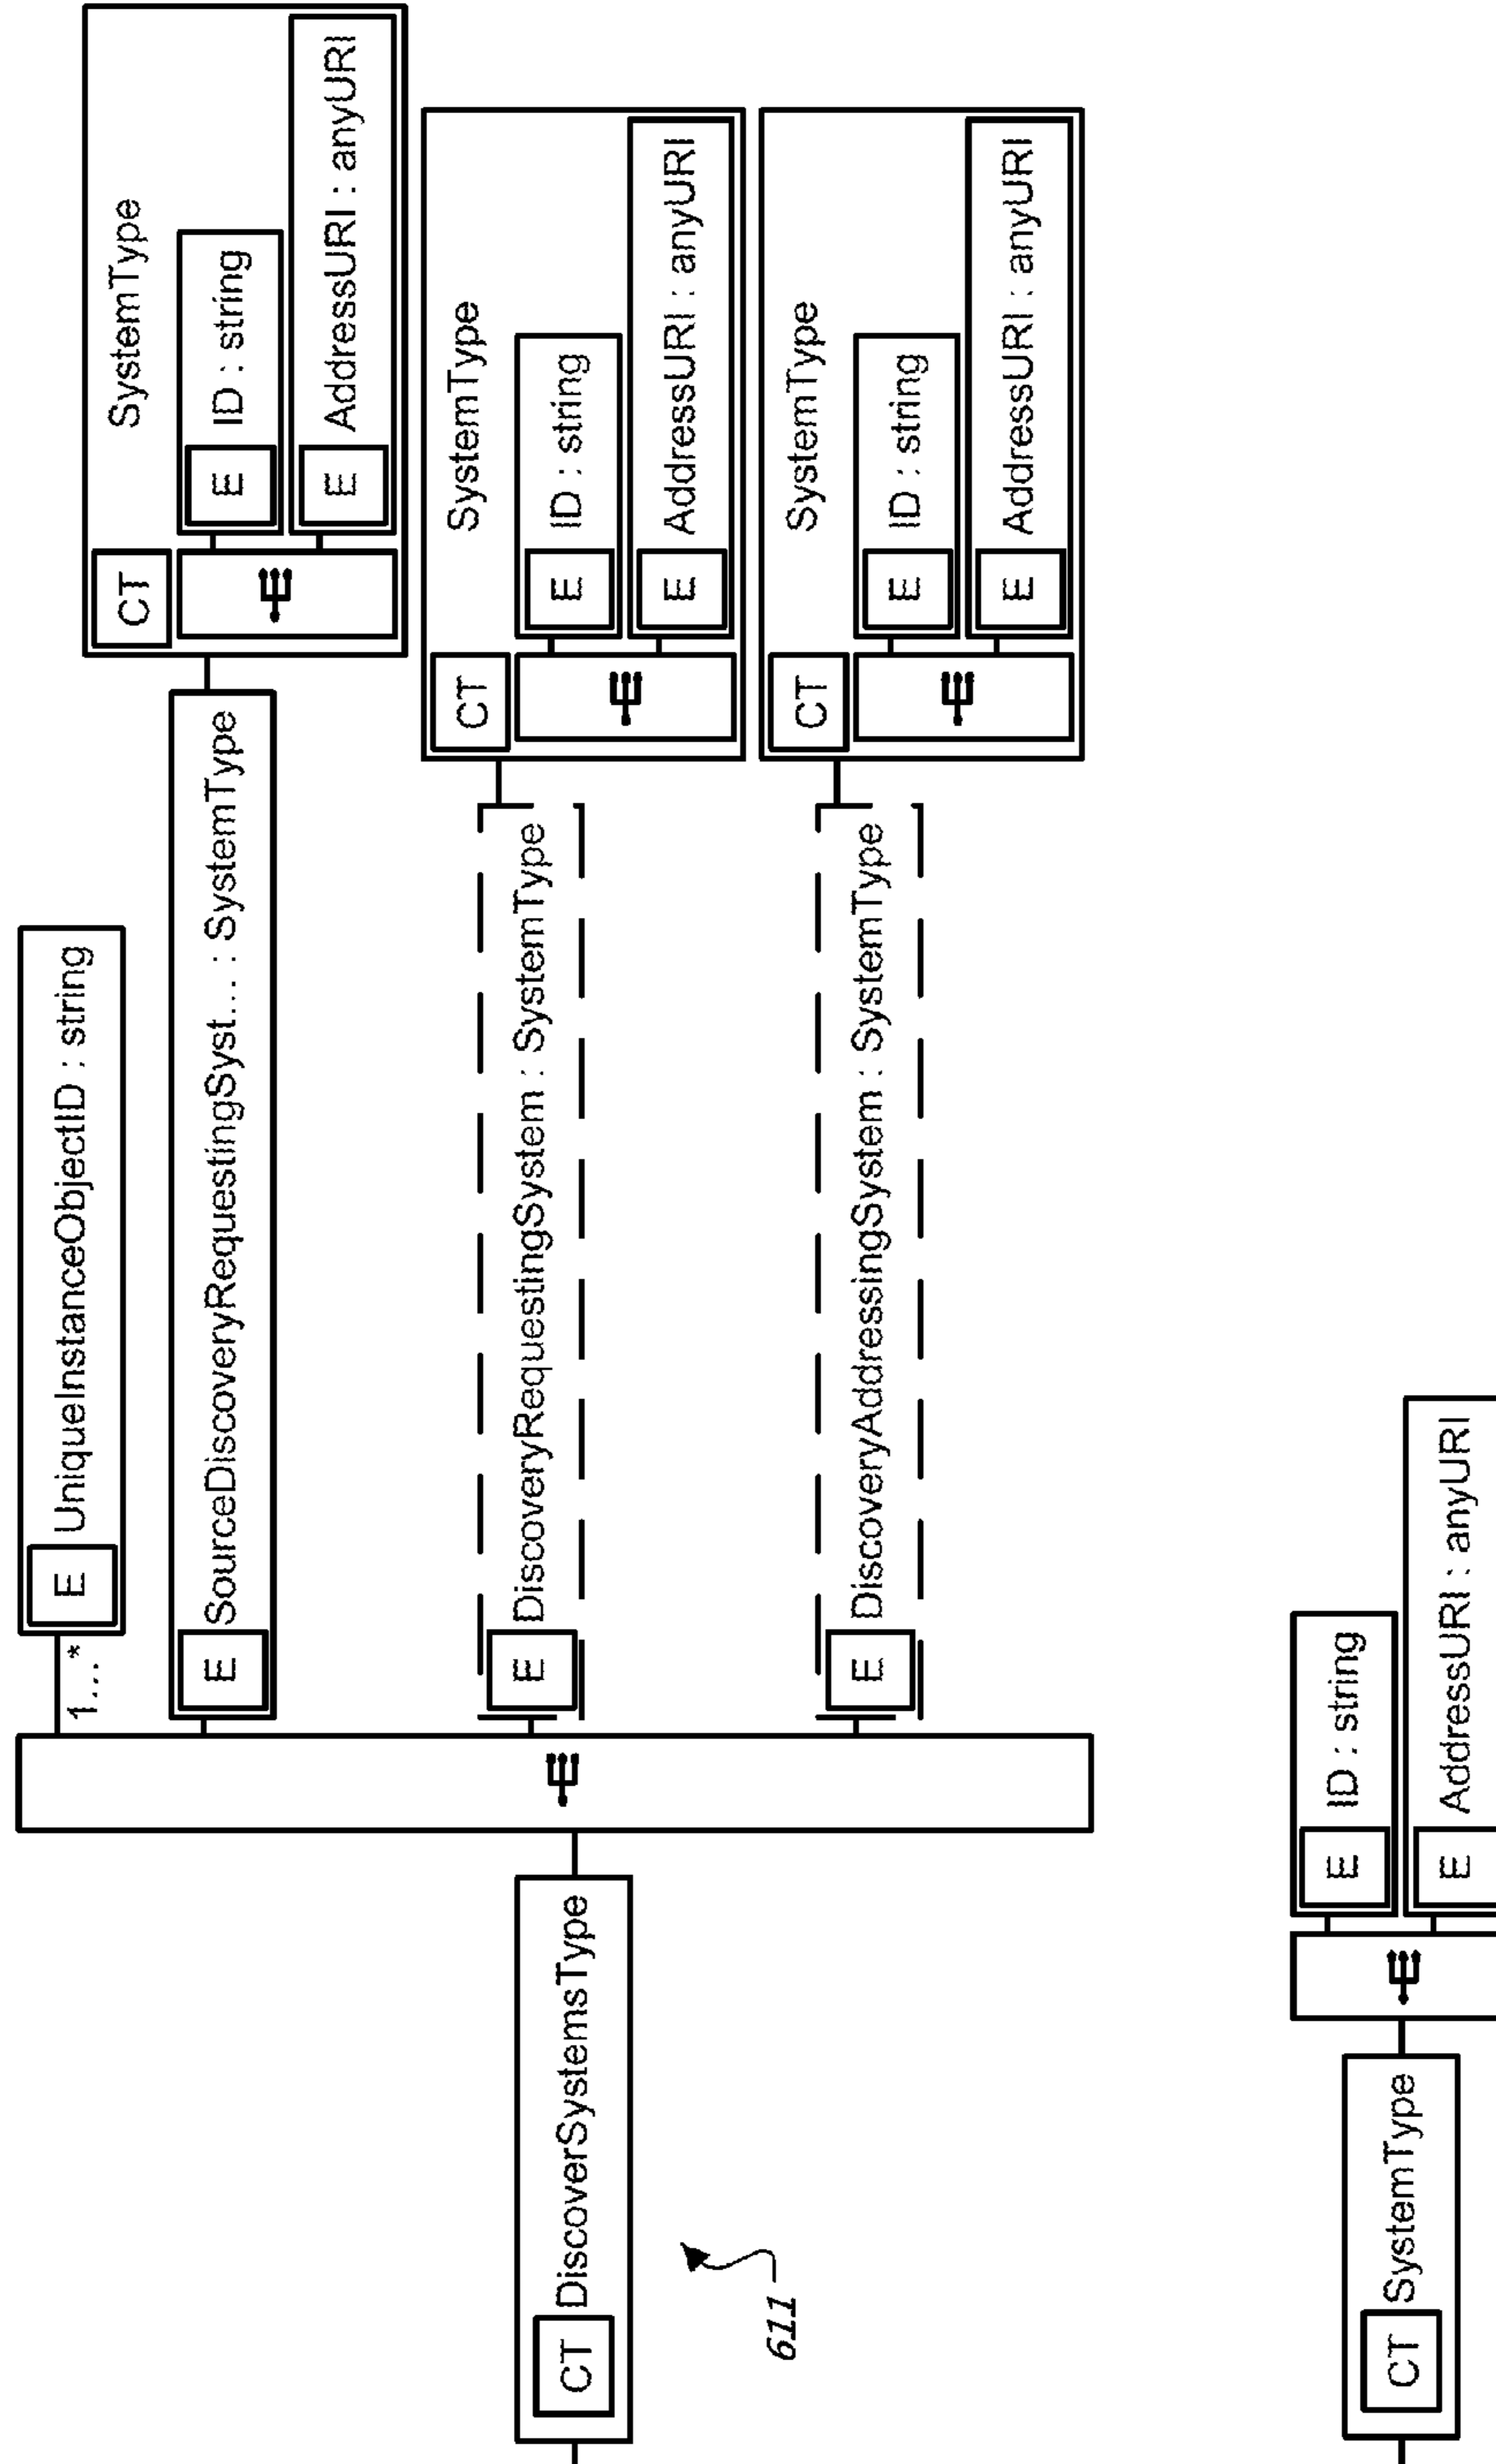 CT DiscoverSystemsType
611
1...*
E UniqueInstanceObjectID : string
E SourceDiscoveryRequestingSyst... : SystemType
CT SystemType
E ID : string
E AddressURI : anyURI
E DiscoveryRequestingSystem : SystemType
CT SystemType
E ID : string
E AddressURI : anyURI
E DiscoveryAddressingSystem : SystemType
CT SystemType
E ID : string
E AddressURI : anyURI
CT SystemType
E ID : string
E AddressURI : anyURI